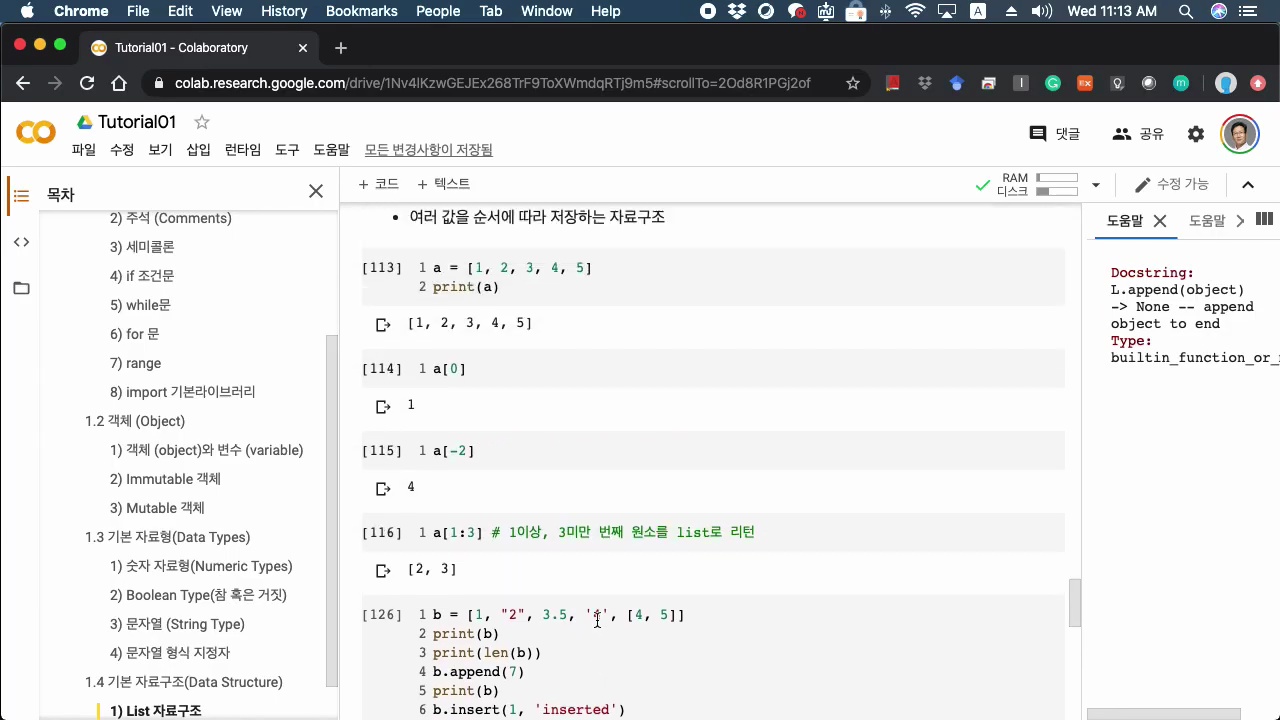 File Edit View History Bookmarks People Tab Window Help
A
Wed 11:13 AM
Tutorial01 - Colaboratory
colab.research.google.com/drive/1Nv4lKzwGEJEx268TrF9ToXWmdqRTj9m5#scrollTo=2Od8R1PGj2of
Tutorial01
댓글
공유
파일 수정 보기 삽입 런타임 도구 도움말 모든 변경사항이 저장됨
목차
2) 주석 (Comments)
3) 세미콜론
4) if 조건문
5) while문
6) for 문
7) range
8) import 기본라이브러리
1.2 객체 (Object)
1) 객체 (object)와 변수 (variable)
2) Immutable 객체
3) Mutable 객체
1.3 기본 자료형(Data Types)
1) 숫자 자료형(Numeric Types)
2) Boolean Type(참 혹은 거짓)
3) 문자열 (String Type)
4) 문자열 형식 지정자
1.4 기본 자료구조(Data Structure)
1) List 자료구조
+ 코드 + 텍스트
RAM
디스크
수정 가능
• 여러 값을 순서에 따라 저장하는 자료구조
[113] 1 a = [1, 2, 3, 4, 5]
2 print(a)
[1, 2, 3, 4, 5]
[114] 1 a[0]
1
[115] 1 a[-2]
4
[116] 1 a[1:3] # 1이상, 3미만 번째 원소를 list로 리턴
[2, 3]
[126] 1 b = [1, "2", 3.5, ' ', [4, 5]]
2 print(b)
3 print(len(b))
4 b.append(7)
5 print(b)
6 b.insert(1, 'inserted')
도움말
도움말
Docstring:
L.append(object)
-> None -- append
object to end
Type:
builtin_function_or_